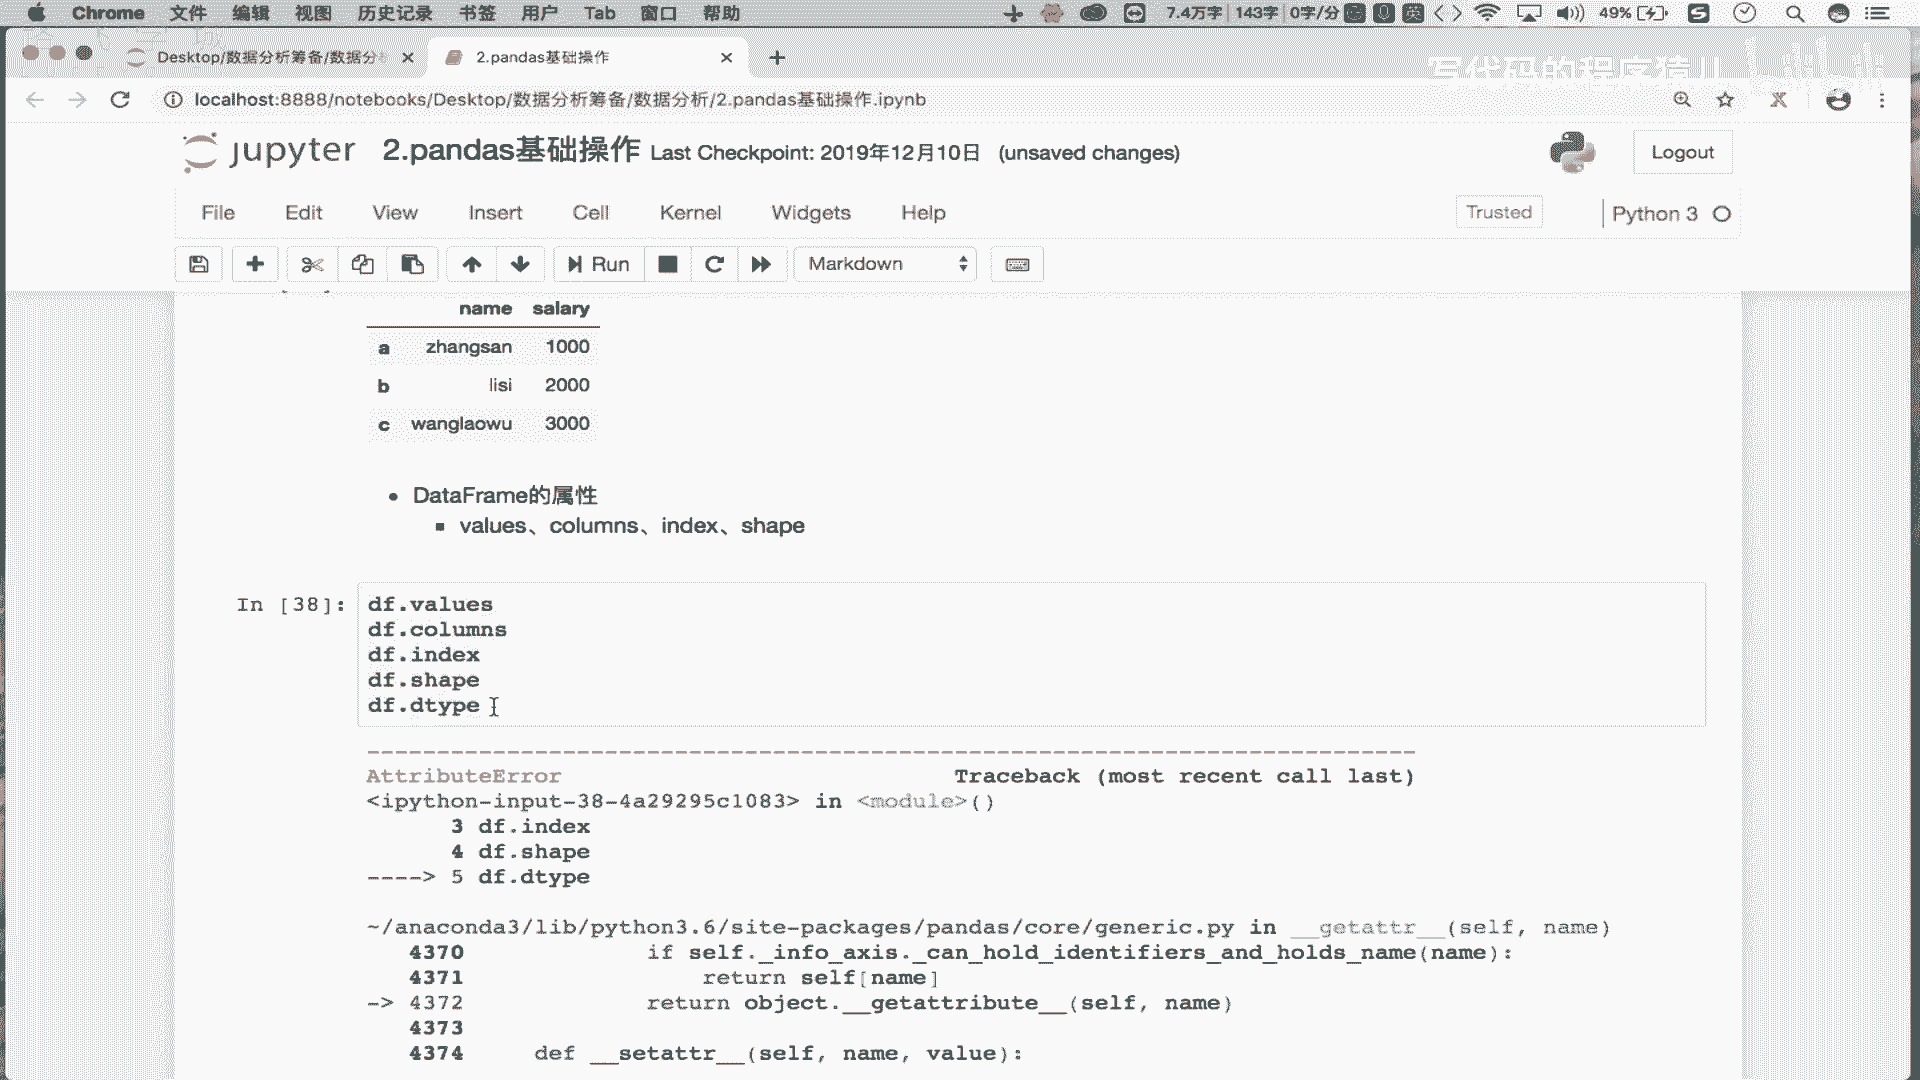 Chrome 文件 编辑 视图 历史记录 书签 用户 Tab 窗口 帮助 7.4万字 143字 0字/分 英 49%
Desktop/数据分析筹备/数据分 2.pandas基础操作
写代码的程序猿儿 bilibili
localhost:8888/notebooks/Desktop/数据分析筹备/数据分析/2.pandas基础操作.ipynb
jupyter 2.pandas基础操作 Last Checkpoint: 2019年12月10日 (unsaved changes) Logout
File Edit View Insert Cell Kernel Widgets Help Trusted Python 3
Run Markdown
name salary
a zhangsan 1000
b lisi 2000
c wanglaowu 3000
DataFrame的属性
values、columns、index、shape
In [38]: df.values
df.columns
df.index
df.shape
df.dtype
---------------------------------------------------------------------------
AttributeError Traceback (most recent call last)
<ipython-input-38-4a29295c1083> in <module>()
3 df.index
4 df.shape
----> 5 df.dtype
~/anaconda3/lib/python3.6/site-packages/pandas/core/generic.py in __getattr__(self, name)
4370 if self._info_axis._can_hold_identifiers_and_holds_name(name):
4371 return self[name]
-> 4372 return object.__getattribute__(self, name)
4373
4374 def __setattr__(self, name, value):